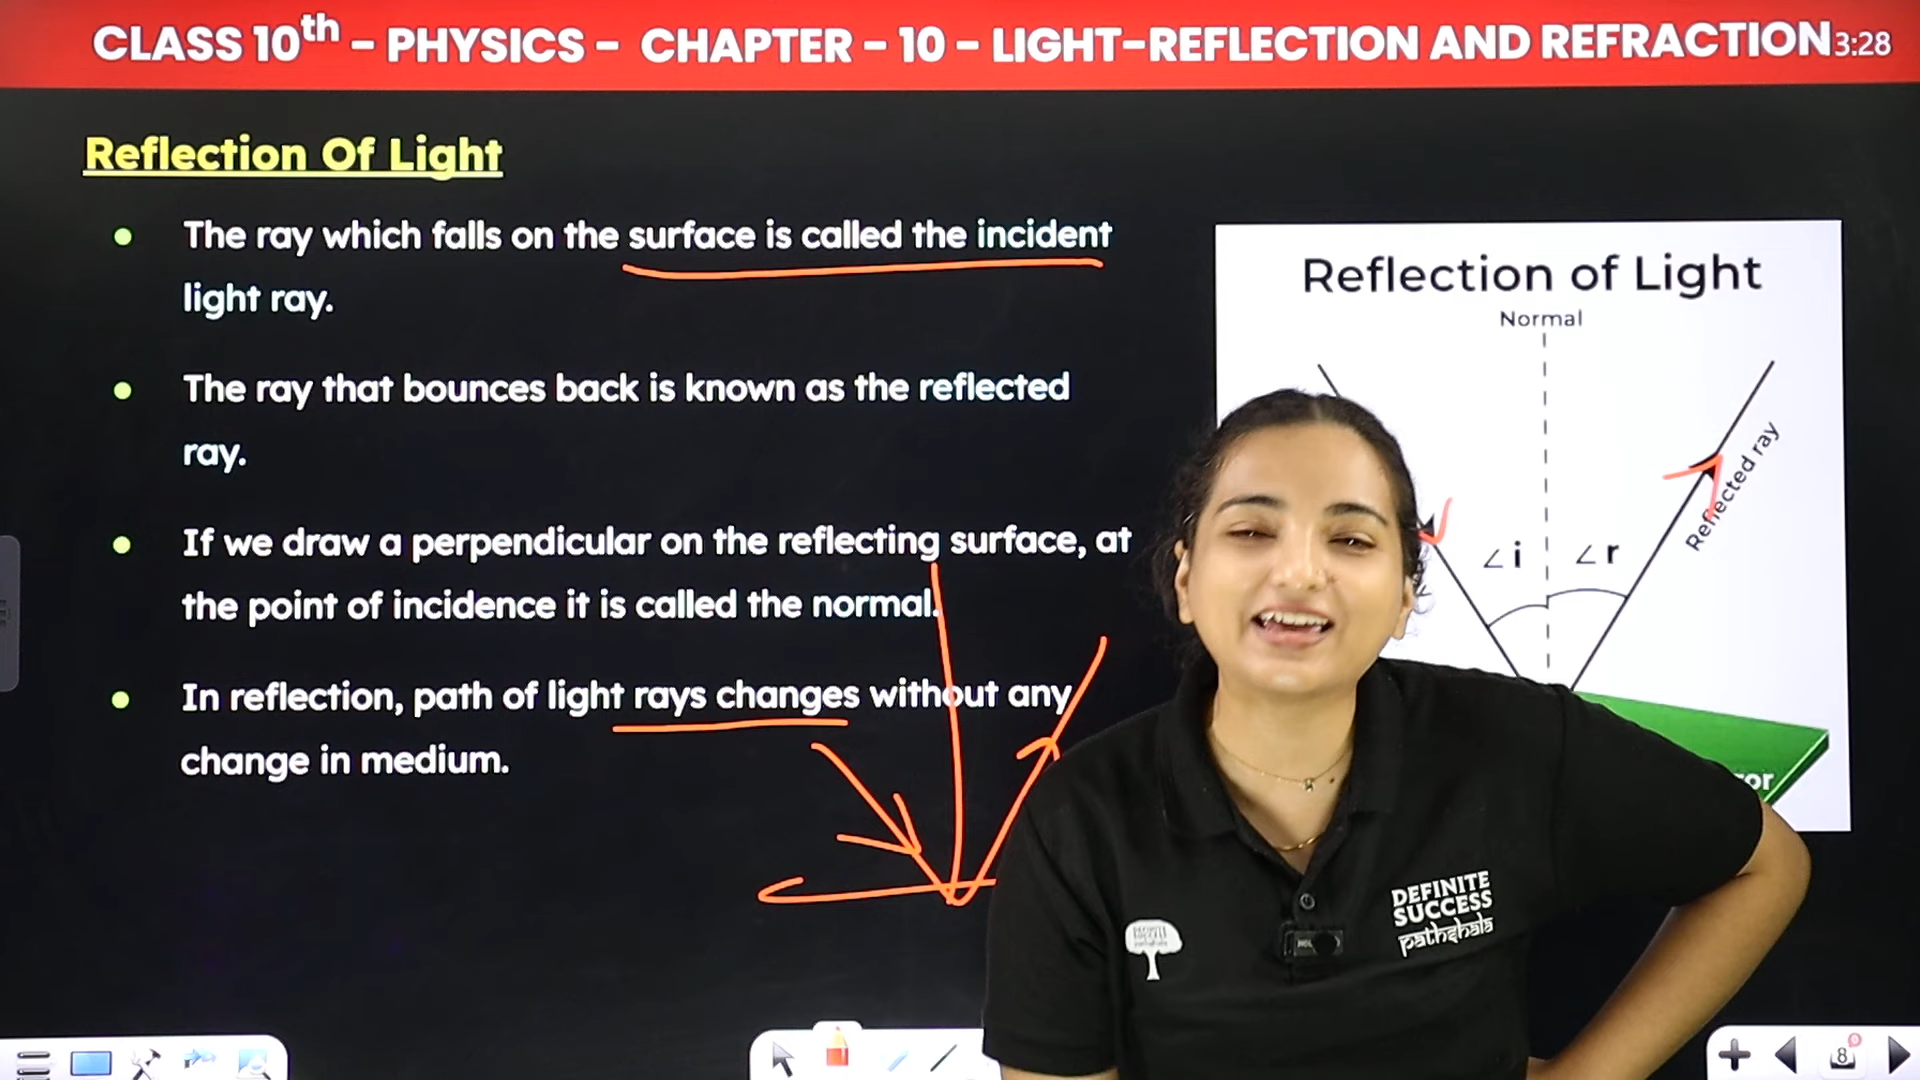 CLASS 10th - PHYSICS - CHAPTER - 10 - LIGHT-REFLECTION AND REFRACTION
3:28
Reflection Of Light
The ray which falls on the surface is called the incident
light ray.
The ray that bounces back is known as the reflected
ray.
If we draw a perpendicular on the reflecting surface, at
the point of incidence it is called the normal.
In reflection, path of light rays changes without any
change in medium.
Reflection of Light
Normal
∠i
∠r
Reflected ray
DEFINITE
SUCCESS
pathshala
DEFINITE
SUCCESS
pathshala
8